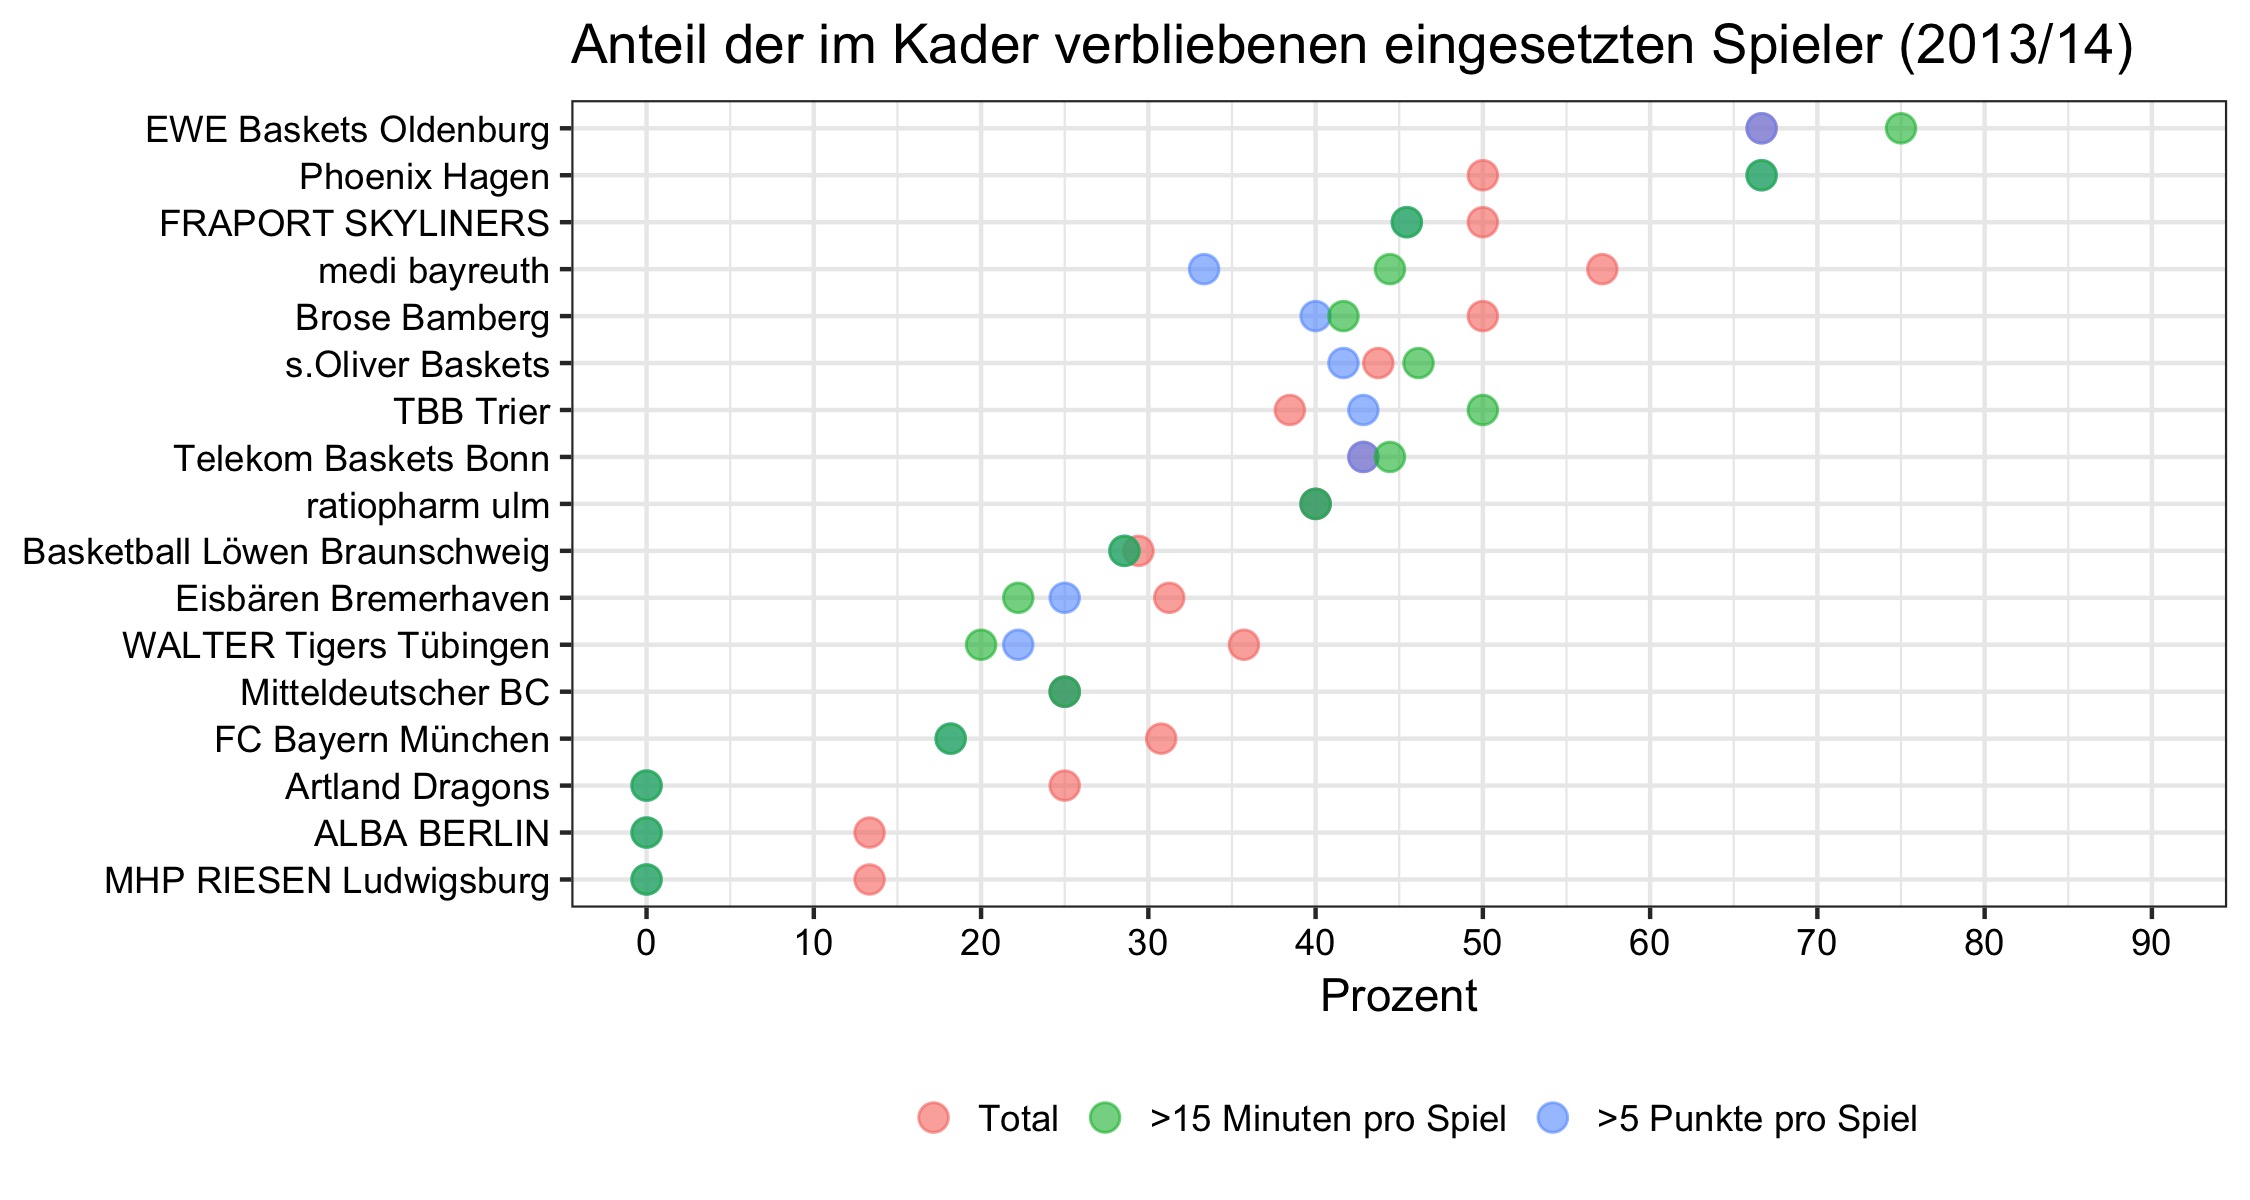 Anteil der im Kader verbliebenen eingesetzten Spieler (2013/14)
EWE Baskets Oldenburg
Phoenix Hagen
FRAPORT SKYLINERS
medi bayreuth
Brose Bamberg
s.Oliver Baskets
TBB Trier
Telekom Baskets Bonn
ratiopharm ulm
Basketball Löwen Braunschweig
Eisbären Bremerhaven
WALTER Tigers Tübingen
Mitteldeutscher BC
FC Bayern München
Artland Dragons
ALBA BERLIN
MHP RIESEN Ludwigsburg
0 10 20 30 40 50 60 70 80 90
Prozent
Total >15 Minuten pro Spiel >5 Punkte pro Spiel